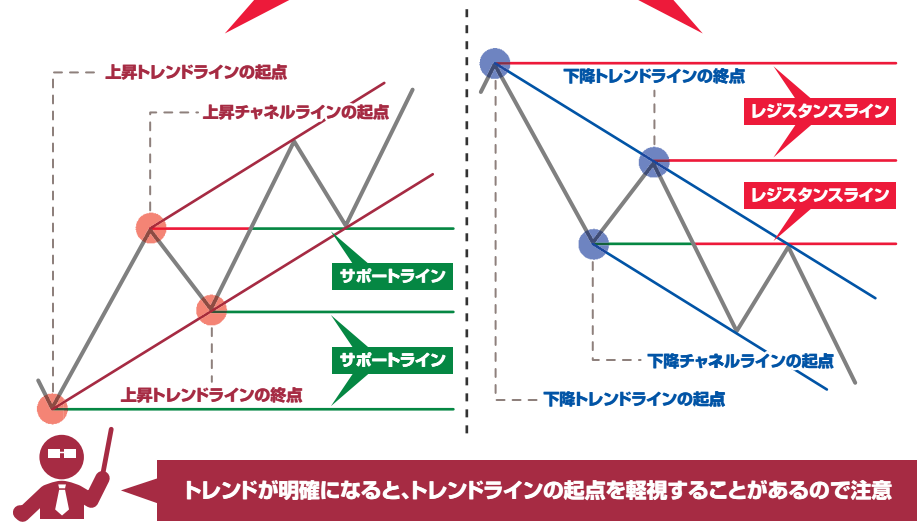 上昇トレンドラインの起点
上昇チャネルラインの起点
サポートライン
サポートライン
上昇トレンドラインの終点
下降トレンドラインの終点
レジスタンスライン
レジスタンスライン
下降チャネルラインの起点
下降トレンドラインの起点
トレンドが明確になると、トレンドラインの起点を軽視することがあるので注意